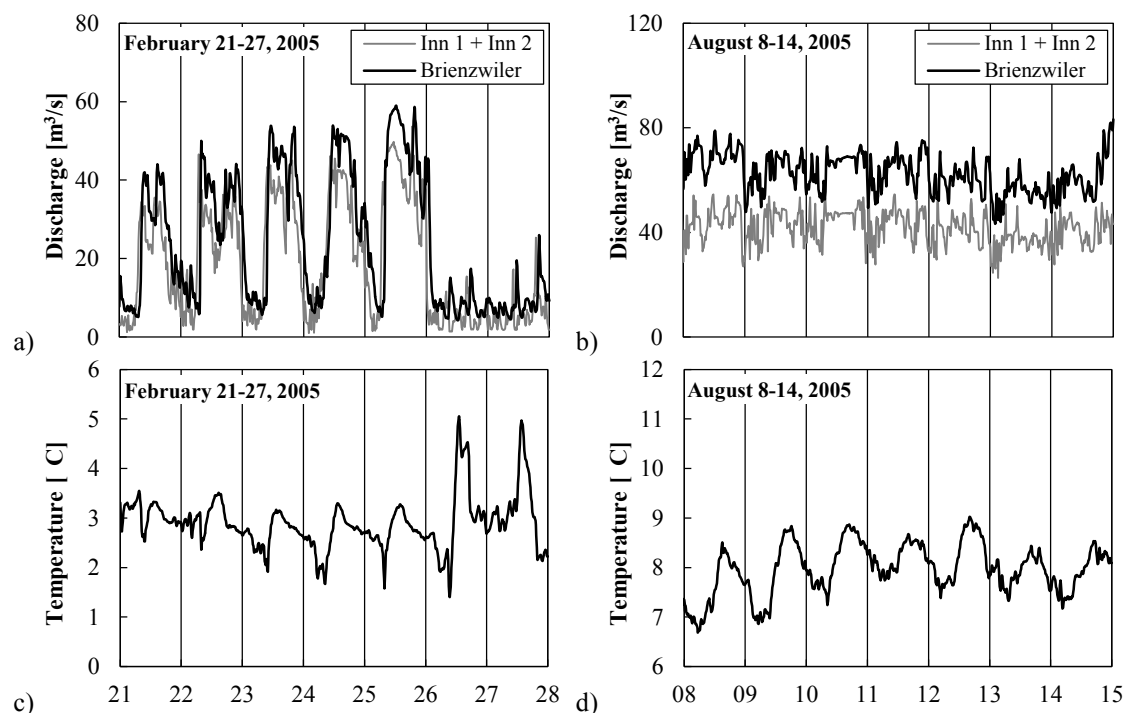 February 21-27, 2005
Inn 1 + Inn 2
Brienzwiler
Discharge [m³/s]
80
60
40
20
0
a)
August 8-14, 2005
Inn 1 + Inn 2
Brienzwiler
Discharge [m³/s]
120
80
40
0
b)
February 21-27, 2005
Temperature [ C]
6
5
4
3
2
1
0
21 22 23 24 25 26 27 28
c)
August 8-14, 2005
Temperature [ C]
12
11
10
9
8
7
6
08 09 10 11 12 13 14 15
d)